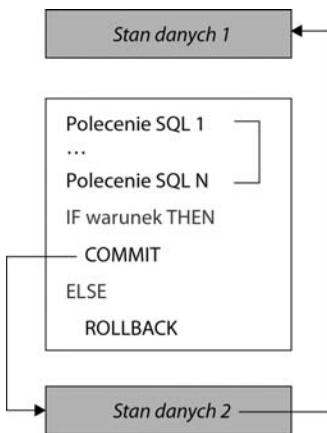 Stan danych 1
Polecenie SQL 1
...
Polecenie SQL N
IF warunek THEN
COMMIT
ELSE
ROLLBACK
Stan danych 2